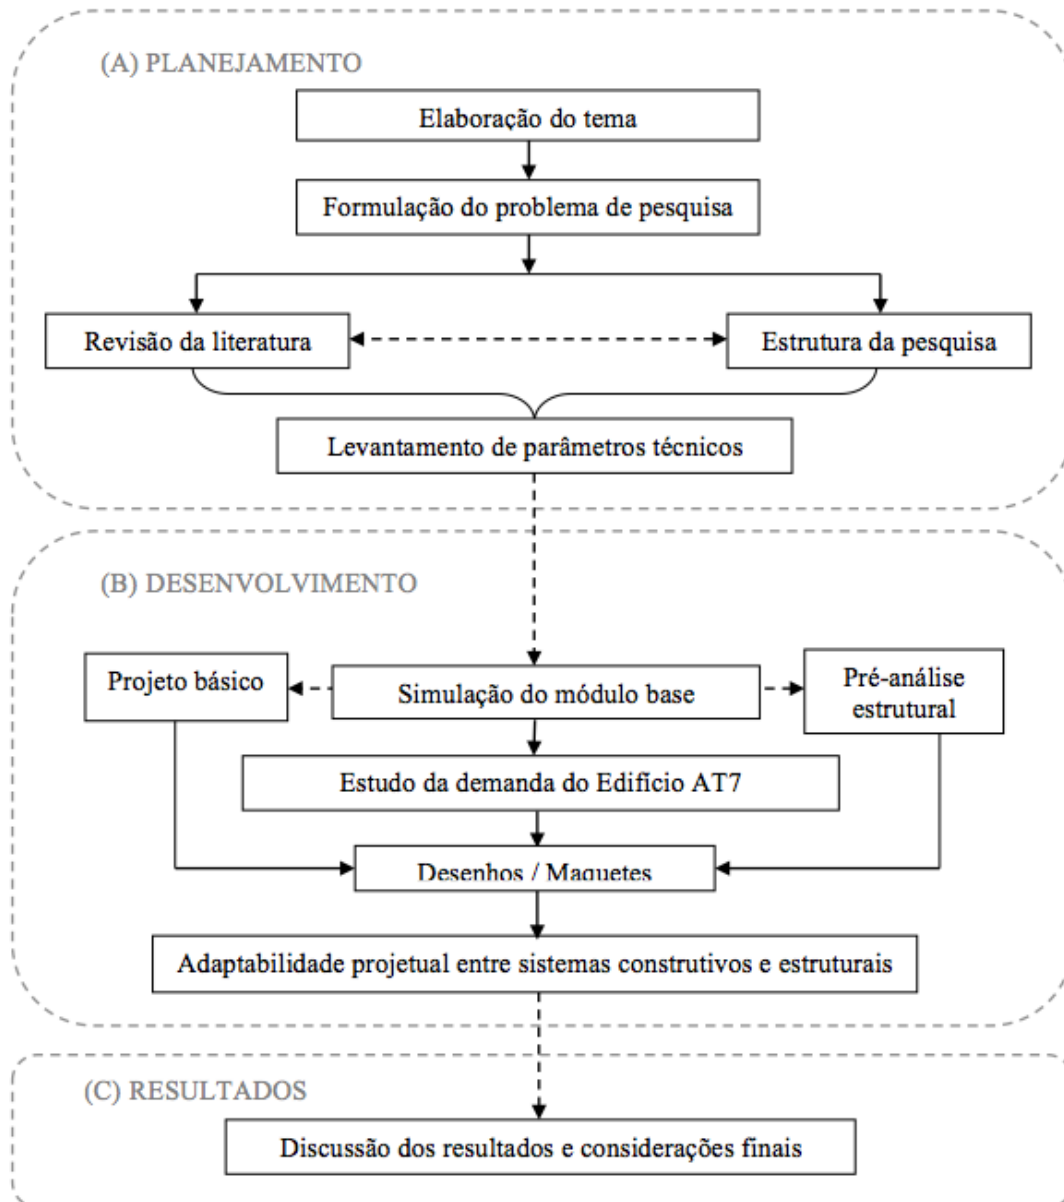 (A) PLANEJAMENTO
Elaboração do tema
Formulação do problema de pesquisa
Revisão da literatura
Estrutura da pesquisa
Levantamento de parâmetros técnicos
(B) DESENVOLVIMENTO
Projeto básico
Simulação do módulo base
Pré-análise
estrutural
Estudo da demanda do Edifício AT7
Desenhos / Maquetes
Adaptabilidade projetual entre sistemas construtivos e estruturais
(C) RESULTADOS
Discussão dos resultados e considerações finais